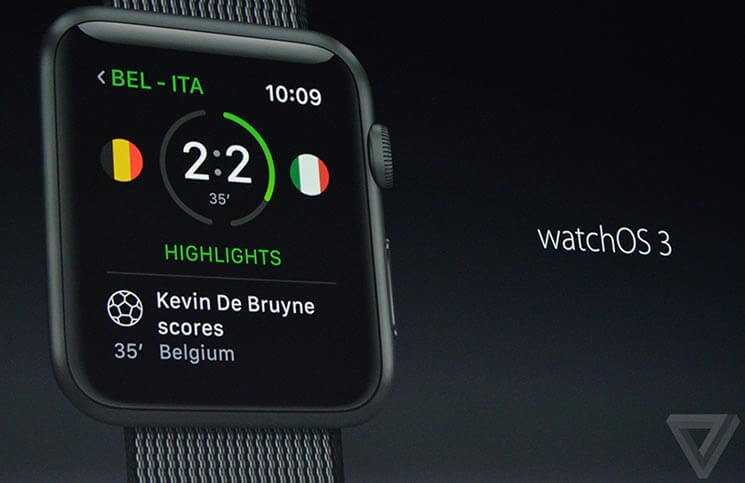 < BEL - ITA
10:09
2:2
35′
HIGHLIGHTS
Kevin De Bruyne
scores
35′ Belgium
watchOS 3